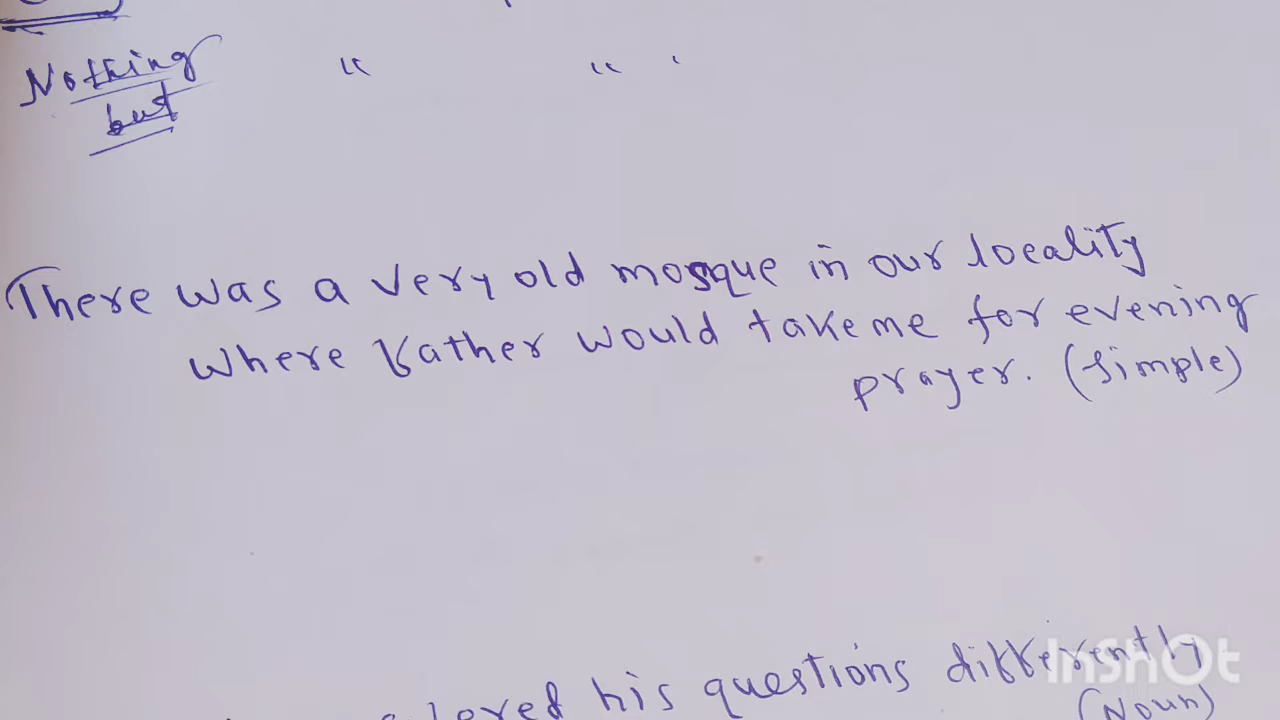 Nothing " "
but
There was a very old mosque in our locality
where father would take me for evening
prayer. (Simple)
his questions differently
(Noun)
InShOt